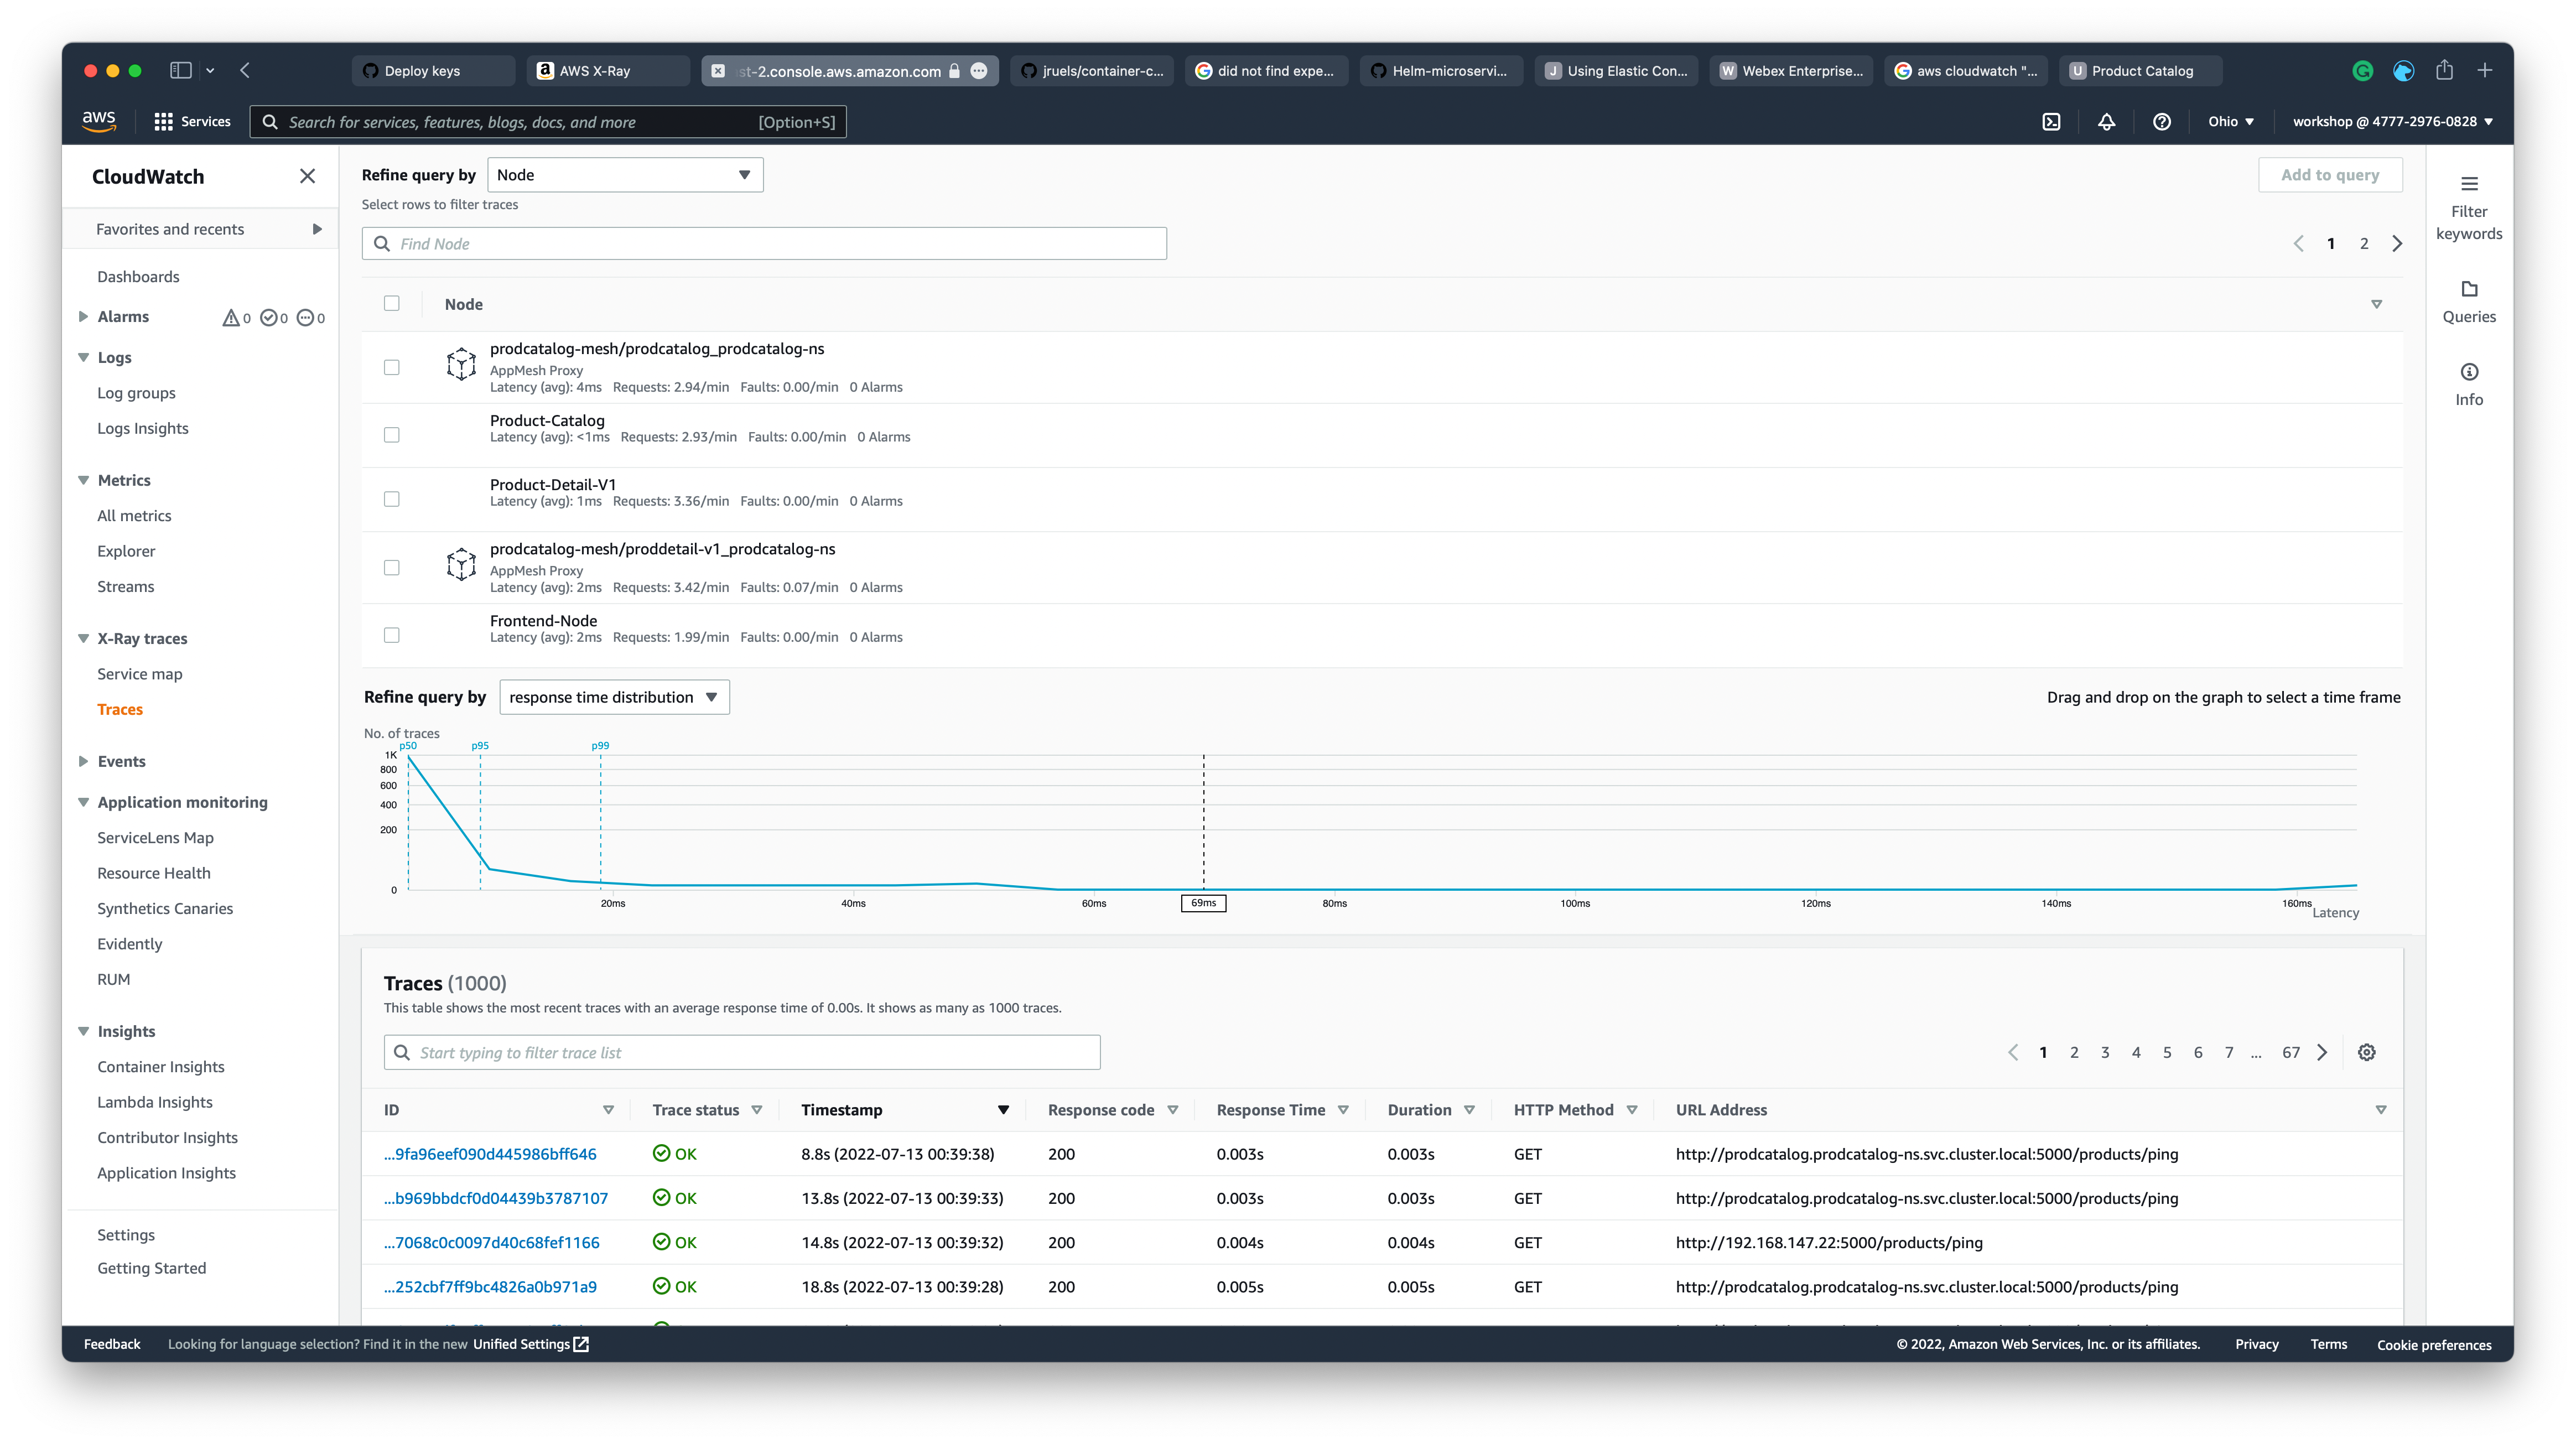 Deploy keys
AWS X-Ray
st-2.console.aws.amazon.com
jruels/container-c...
did not find expe...
Helm-microservi...
Using Elastic Con...
Webex Enterprise...
aws cloudwatch "...
Product Catalog
aws
Services
Search for services, features, blogs, docs, and more
[Option+S]
Ohio
workshop @ 4777-2976-0828
CloudWatch
Favorites and recents
Dashboards
Alarms
0 0 0
Logs
Log groups
Logs Insights
Metrics
All metrics
Explorer
Streams
X-Ray traces
Service map
Traces
Events
Application monitoring
ServiceLens Map
Resource Health
Synthetics Canaries
Evidently
RUM
Insights
Container Insights
Lambda Insights
Contributor Insights
Application Insights
Settings
Getting Started
Refine query by
Node
Add to query
Select rows to filter traces
Find Node
1 2
Node
prodcatalog-mesh/prodcatalog_prodcatalog-ns
AppMesh Proxy
Latency (avg): 4ms Requests: 2.94/min Faults: 0.00/min 0 Alarms
Product-Catalog
Latency (avg): <1ms Requests: 2.93/min Faults: 0.00/min 0 Alarms
Product-Detail-V1
Latency (avg): 1ms Requests: 3.36/min Faults: 0.00/min 0 Alarms
prodcatalog-mesh/proddetail-v1_prodcatalog-ns
AppMesh Proxy
Latency (avg): 2ms Requests: 3.42/min Faults: 0.07/min 0 Alarms
Frontend-Node
Latency (avg): 2ms Requests: 1.99/min Faults: 0.00/min 0 Alarms
Refine query by
response time distribution
Drag and drop on the graph to select a time frame
No. of traces
p50 p95 p99
1K
800
600
400
200
0
20ms 40ms 60ms 69ms 80ms 100ms 120ms 140ms 160ms
Latency
Traces (1000)
This table shows the most recent traces with an average response time of 0.00s. It shows as many as 1000 traces.
Start typing to filter trace list
1 2 3 4 5 6 7 ... 67
ID Trace status Timestamp Response code Response Time Duration HTTP Method URL Address
...9fa96eef090d445986bff646 OK 8.8s (2022-07-13 00:39:38) 200 0.003s 0.003s GET http://prodcatalog.prodcatalog-ns.svc.cluster.local:5000/products/ping
...b969bbdcf0d04439b3787107 OK 13.8s (2022-07-13 00:39:33) 200 0.003s 0.003s GET http://prodcatalog.prodcatalog-ns.svc.cluster.local:5000/products/ping
...7068c0c0097d40c68fef1166 OK 14.8s (2022-07-13 00:39:32) 200 0.004s 0.004s GET http://192.168.147.22:5000/products/ping
...252cbf7ff9bc4826a0b971a9 OK 18.8s (2022-07-13 00:39:28) 200 0.005s 0.005s GET http://prodcatalog.prodcatalog-ns.svc.cluster.local:5000/products/ping
Filter
keywords
Queries
Info
Feedback
Looking for language selection? Find it in the new Unified Settings
© 2022, Amazon Web Services, Inc. or its affiliates.
Privacy
Terms
Cookie preferences